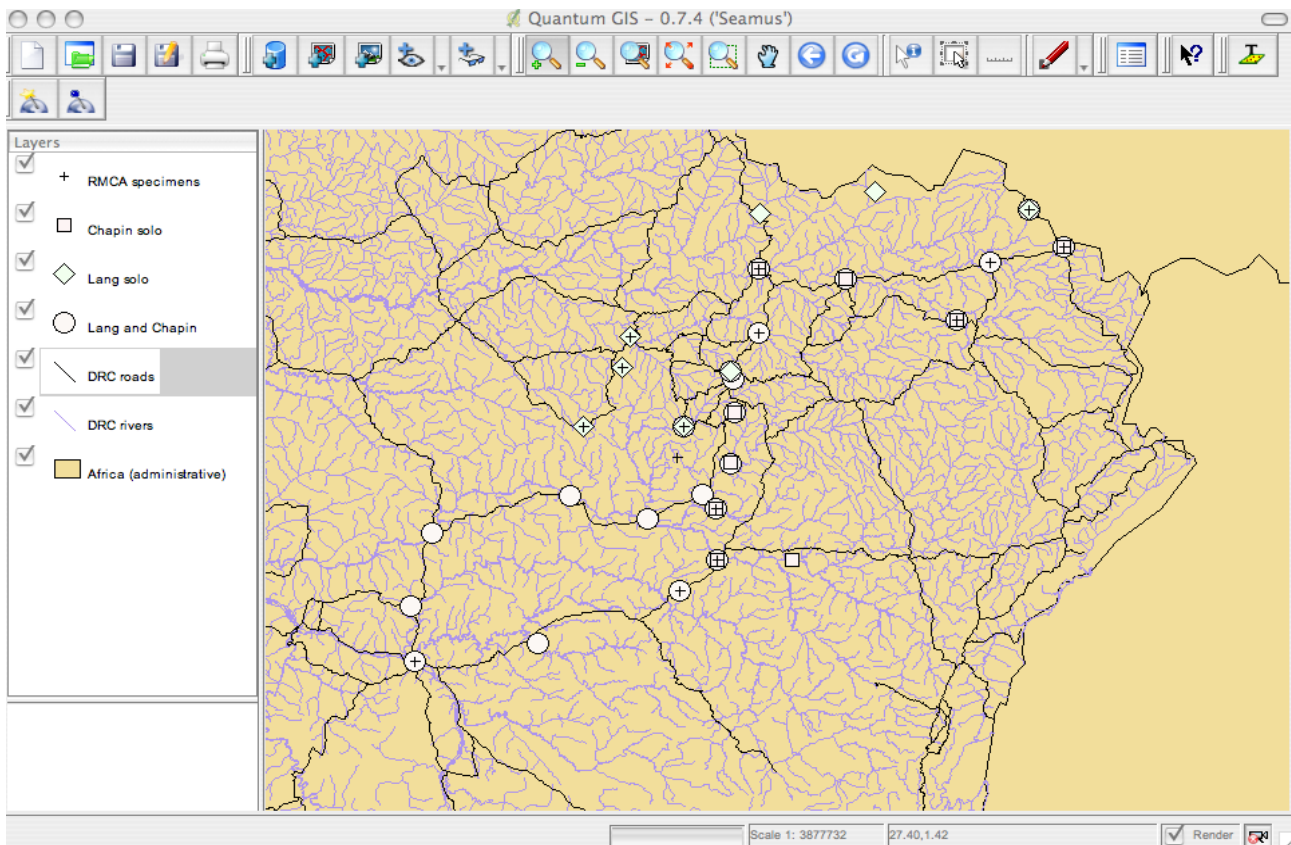 Quantum GIS - 0.7.4 ('Seamus')
Layers
RMCA specimens
Chapin solo
Lang solo
Lang and Chapin
DRC roads
DRC rivers
Africa (administrative)
Scale 1: 3877732
27.40,1.42
Render